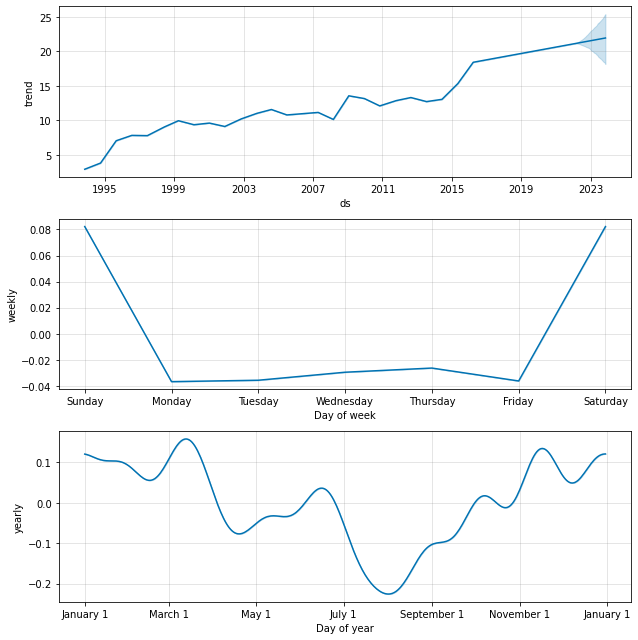 25
20
15
10
5
trend
1995 1999 2003 2007 2011 2015 2019 2023
ds
0.08
0.06
0.04
0.02
0.00
−0.02
−0.04
weekly
Sunday Monday Tuesday Wednesday Thursday Friday Saturday
Day of week
0.1
0.0
−0.1
−0.2
yearly
January 1 March 1 May 1 July 1 September 1 November 1 January 1
Day of year